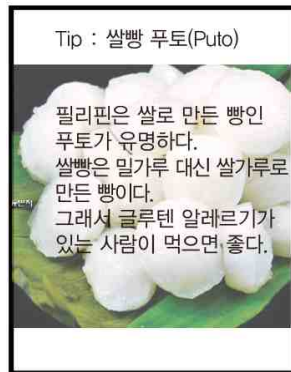 Tip : 쌀빵 푸토(Puto)
필리핀은 쌀로 만든 빵인
푸토가 유명하다.
쌀빵은 밀가루 대신 쌀가루로
만든 빵이다.
그래서 글루텐 알레르기가
있는 사람이 먹으면 좋다.